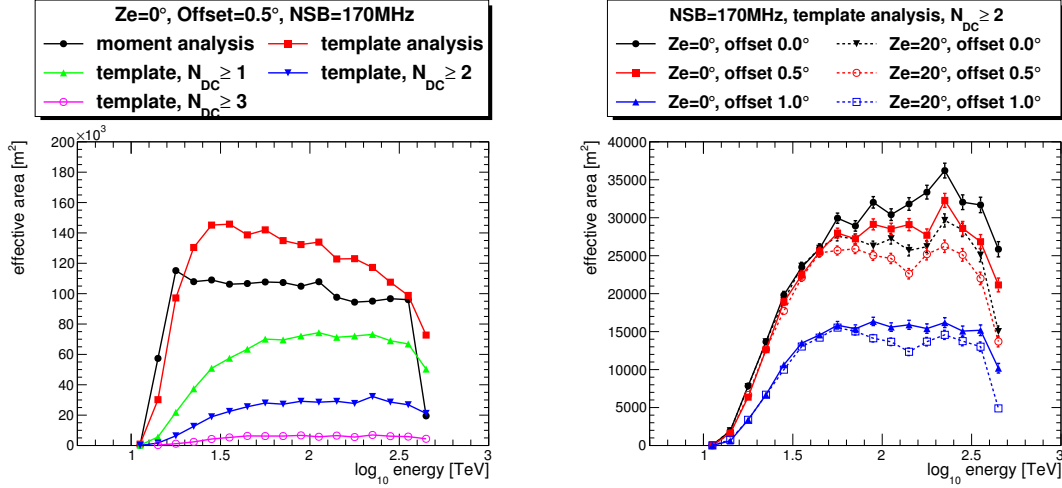 Ze=0°, Offset=0.5°, NSB=170MHz
moment analysis
template analysis
template, N_DC ≥ 1
template, N_DC ≥ 2
template, N_DC ≥ 3
×10³
effective area [m²]
200
180
160
140
120
100
80
60
40
20
0
1
1.5
2
2.5
3
log₁₀ energy [TeV]
NSB=170MHz, template analysis, N_DC ≥ 2
Ze=0°, offset 0.0°
Ze=20°, offset 0.0°
Ze=0°, offset 0.5°
Ze=20°, offset 0.5°
Ze=0°, offset 1.0°
Ze=20°, offset 1.0°
effective area [m²]
40000
35000
30000
25000
20000
15000
10000
5000
0
1
1.5
2
2.5
3
log₁₀ energy [TeV]